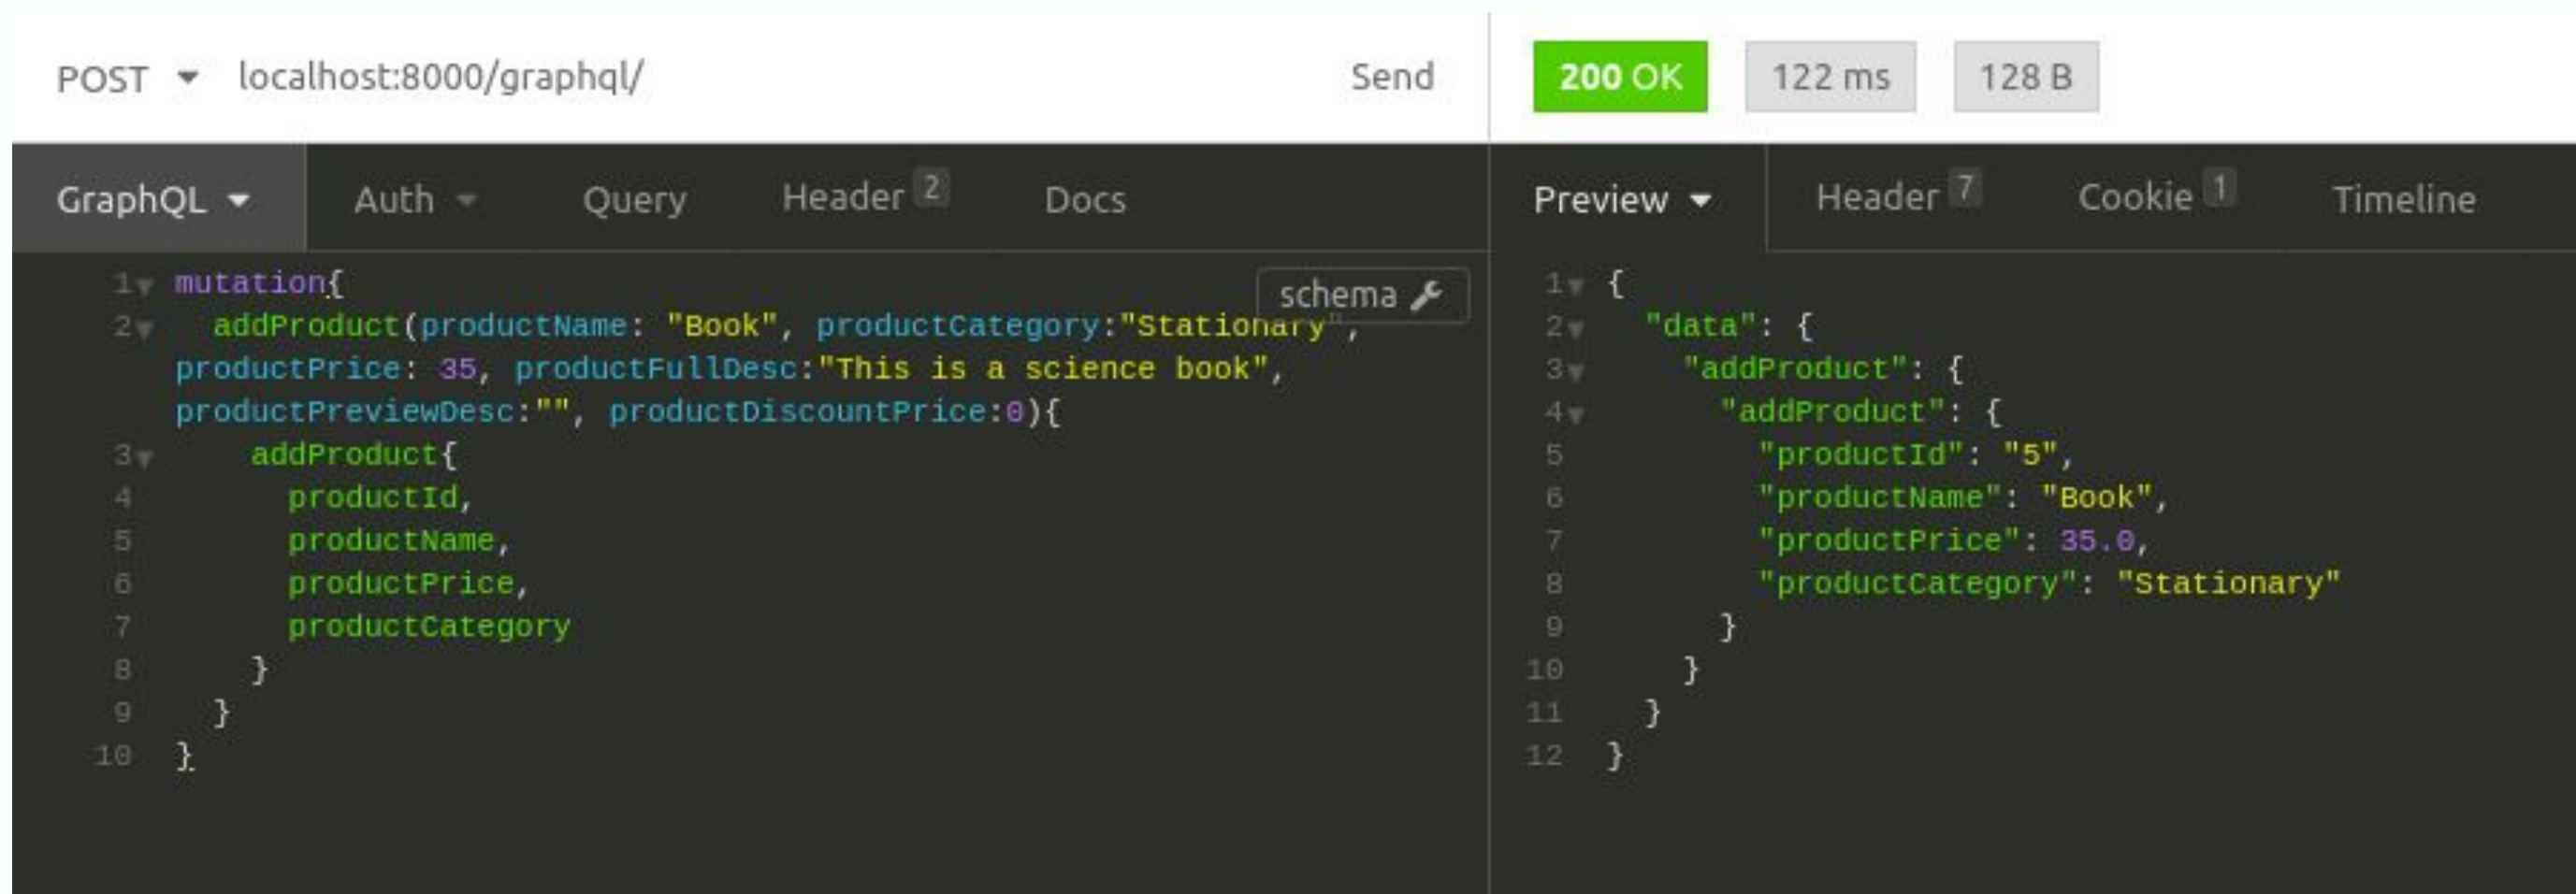 POST localhost:8000/graphql/ Send
200 OK 122 ms 128 B
GraphQL Auth Query Header 2 Docs
schema
1 mutation{
2 addProduct(productName: "Book", productCategory:"Stationary",
productPrice: 35, productFullDesc:"This is a science book",
productPreviewDesc:"", productDiscountPrice:0){
3 addProduct{
4 productId,
5 productName,
6 productPrice,
7 productCategory
8 }
9 }
10 }
Preview Header 7 Cookie 1 Timeline
1 {
2 "data": {
3 "addProduct": {
4 "addProduct": {
5 "productId": "5",
6 "productName": "Book",
7 "productPrice": 35.0,
8 "productCategory": "Stationary"
9 }
10 }
11 }
12 }